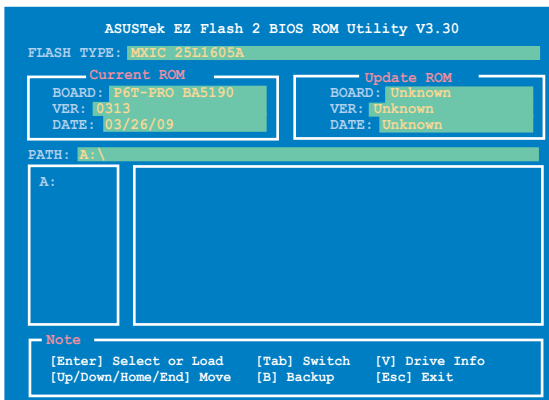 ASUSTek EZ Flash 2 BIOS ROM Utility V3.30
FLASH TYPE: MXIC 25L1605A
Current ROM
BOARD: P6T-PRO BA5190
VER: 0313
DATE: 03/26/09
Update ROM
BOARD: Unknown
VER: Unknown
DATE: Unknown
PATH: A:\
A:
Note
[Enter] Select or Load [Tab] Switch [V] Drive Info
[Up/Down/Home/End] Move [B] Backup [Esc] Exit